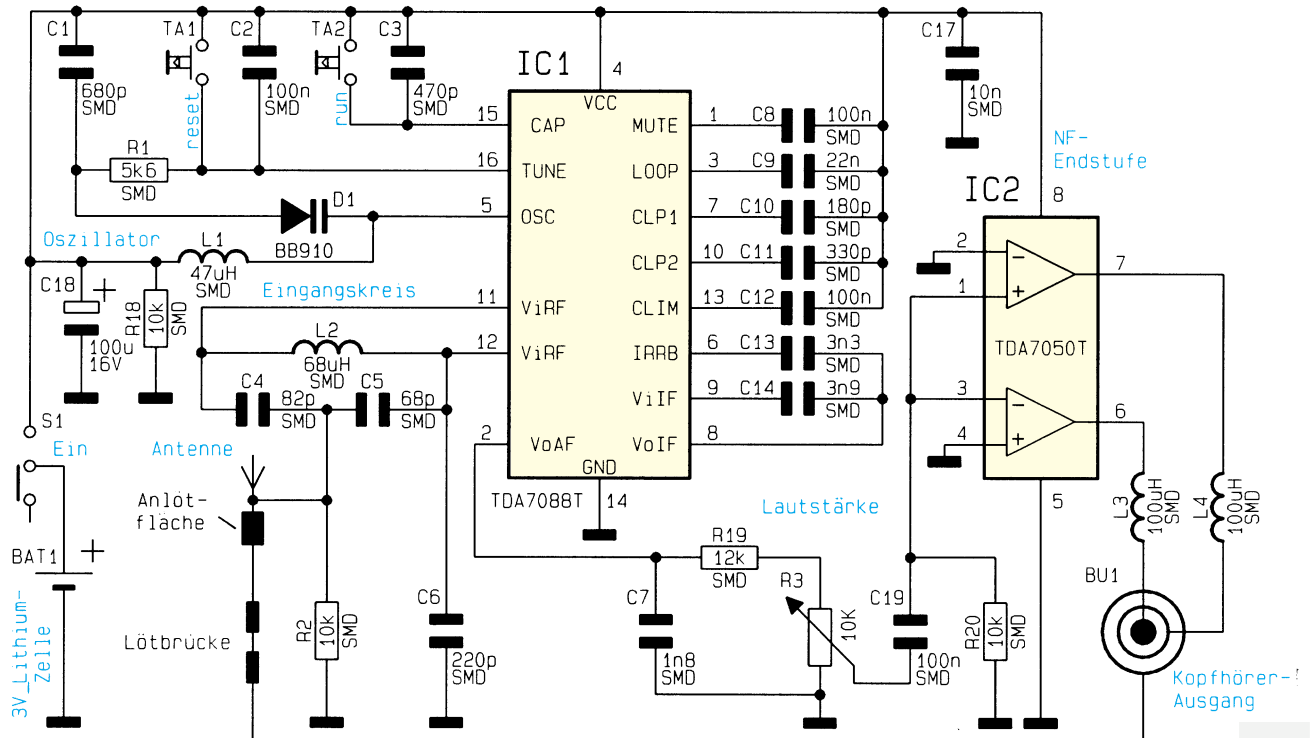 C1
680p
SMD
TA1
reset
C2
100n
SMD
TA2
run
C3
470p
SMD
IC1
4
VCC
15
CAP
16
TUNE
5
OSC
11
ViRF
12
ViRF
2
VoAF
MUTE
1
LOOP
3
CLP1
7
CLP2
10
CLIM
13
IRRB
6
ViIF
9
VoIF
8
GND
14
TDA7088T
C8
100n
SMD
C9
22n
SMD
C10
180p
SMD
C11
330p
SMD
C12
100n
SMD
C13
3n3
SMD
C14
3n9
SMD
C17
10n
SMD
NF-
Endstufe
IC2
8
2
1
3
4
7
6
5
TDA7050T
R1
5k6
SMD
D1
BB910
Oszillator
L1
47uH
SMD
C18
+
100u
16V
R18
10k
SMD
Eingangskreis
L2
68uH
SMD
C4
82p
SMD
C5
68p
SMD
S1
Ein
Antenne
Anlöt-
fläche
BAT1
+
3V_Lithium-
Zelle
Lötbrücke
R2
10k
SMD
C6
220p
SMD
C7
1n8
SMD
R19
12k
SMD
Lautstärke
R3
10K
C19
100n
SMD
R20
10k
SMD
L3
100uH
SMD
L4
100uH
SMD
BU1
Kopfhörer-
Ausgang